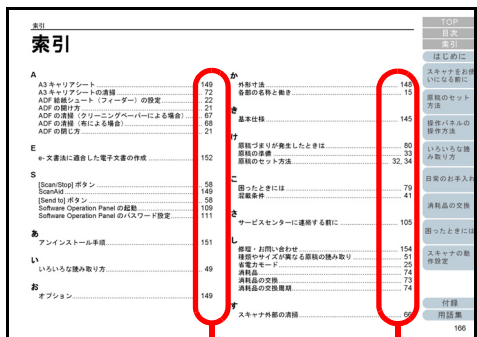 索引
索引
A
A3 キャリアシート 149
A3 キャリアシートの清掃 72
ADF 給紙シュート（フィーダー）の設定 22
ADF の開け方 21
ADF の清掃（クリーニングペーパーによる場合） 67
ADF の清掃（布による場合） 68
ADF の閉じ方 21
E
e- 文書法に適合した電子文書の作成 152
S
[Scan/Stop] ボタン 58
ScanAid 149
[Send to] ボタン 58
Software Operation Panel の起動 109
Software Operation Panel のパスワード設定 111
あ
アンインストール手順 151
い
いろいろな読み取り方 49
お
オプション 149
か
外形寸法 148
各部の名称と働き 15
き
基本仕様 145
け
原稿づまりが発生したときは 80
原稿の準備 33
原稿のセット方法 32, 34
こ
困ったときには 79
混載条件 41
さ
サービスセンターに連絡する前に 105
し
修理・お問い合わせ 154
種類やサイズが異なる原稿の読み取り 51
省電力モード 25
消耗品 74
消耗品の交換 73
消耗品の交換周期 74
す
スキャナ外部の清掃 66
TOP
目次
索引
はじめに
スキャナをお使
いになる前に
原稿のセット
方法
操作パネルの
操作方法
いろいろな読
み取り方
日常のお手入れ
消耗品の交換
困ったときには
スキャナの動
作設定
付録
用語集
166